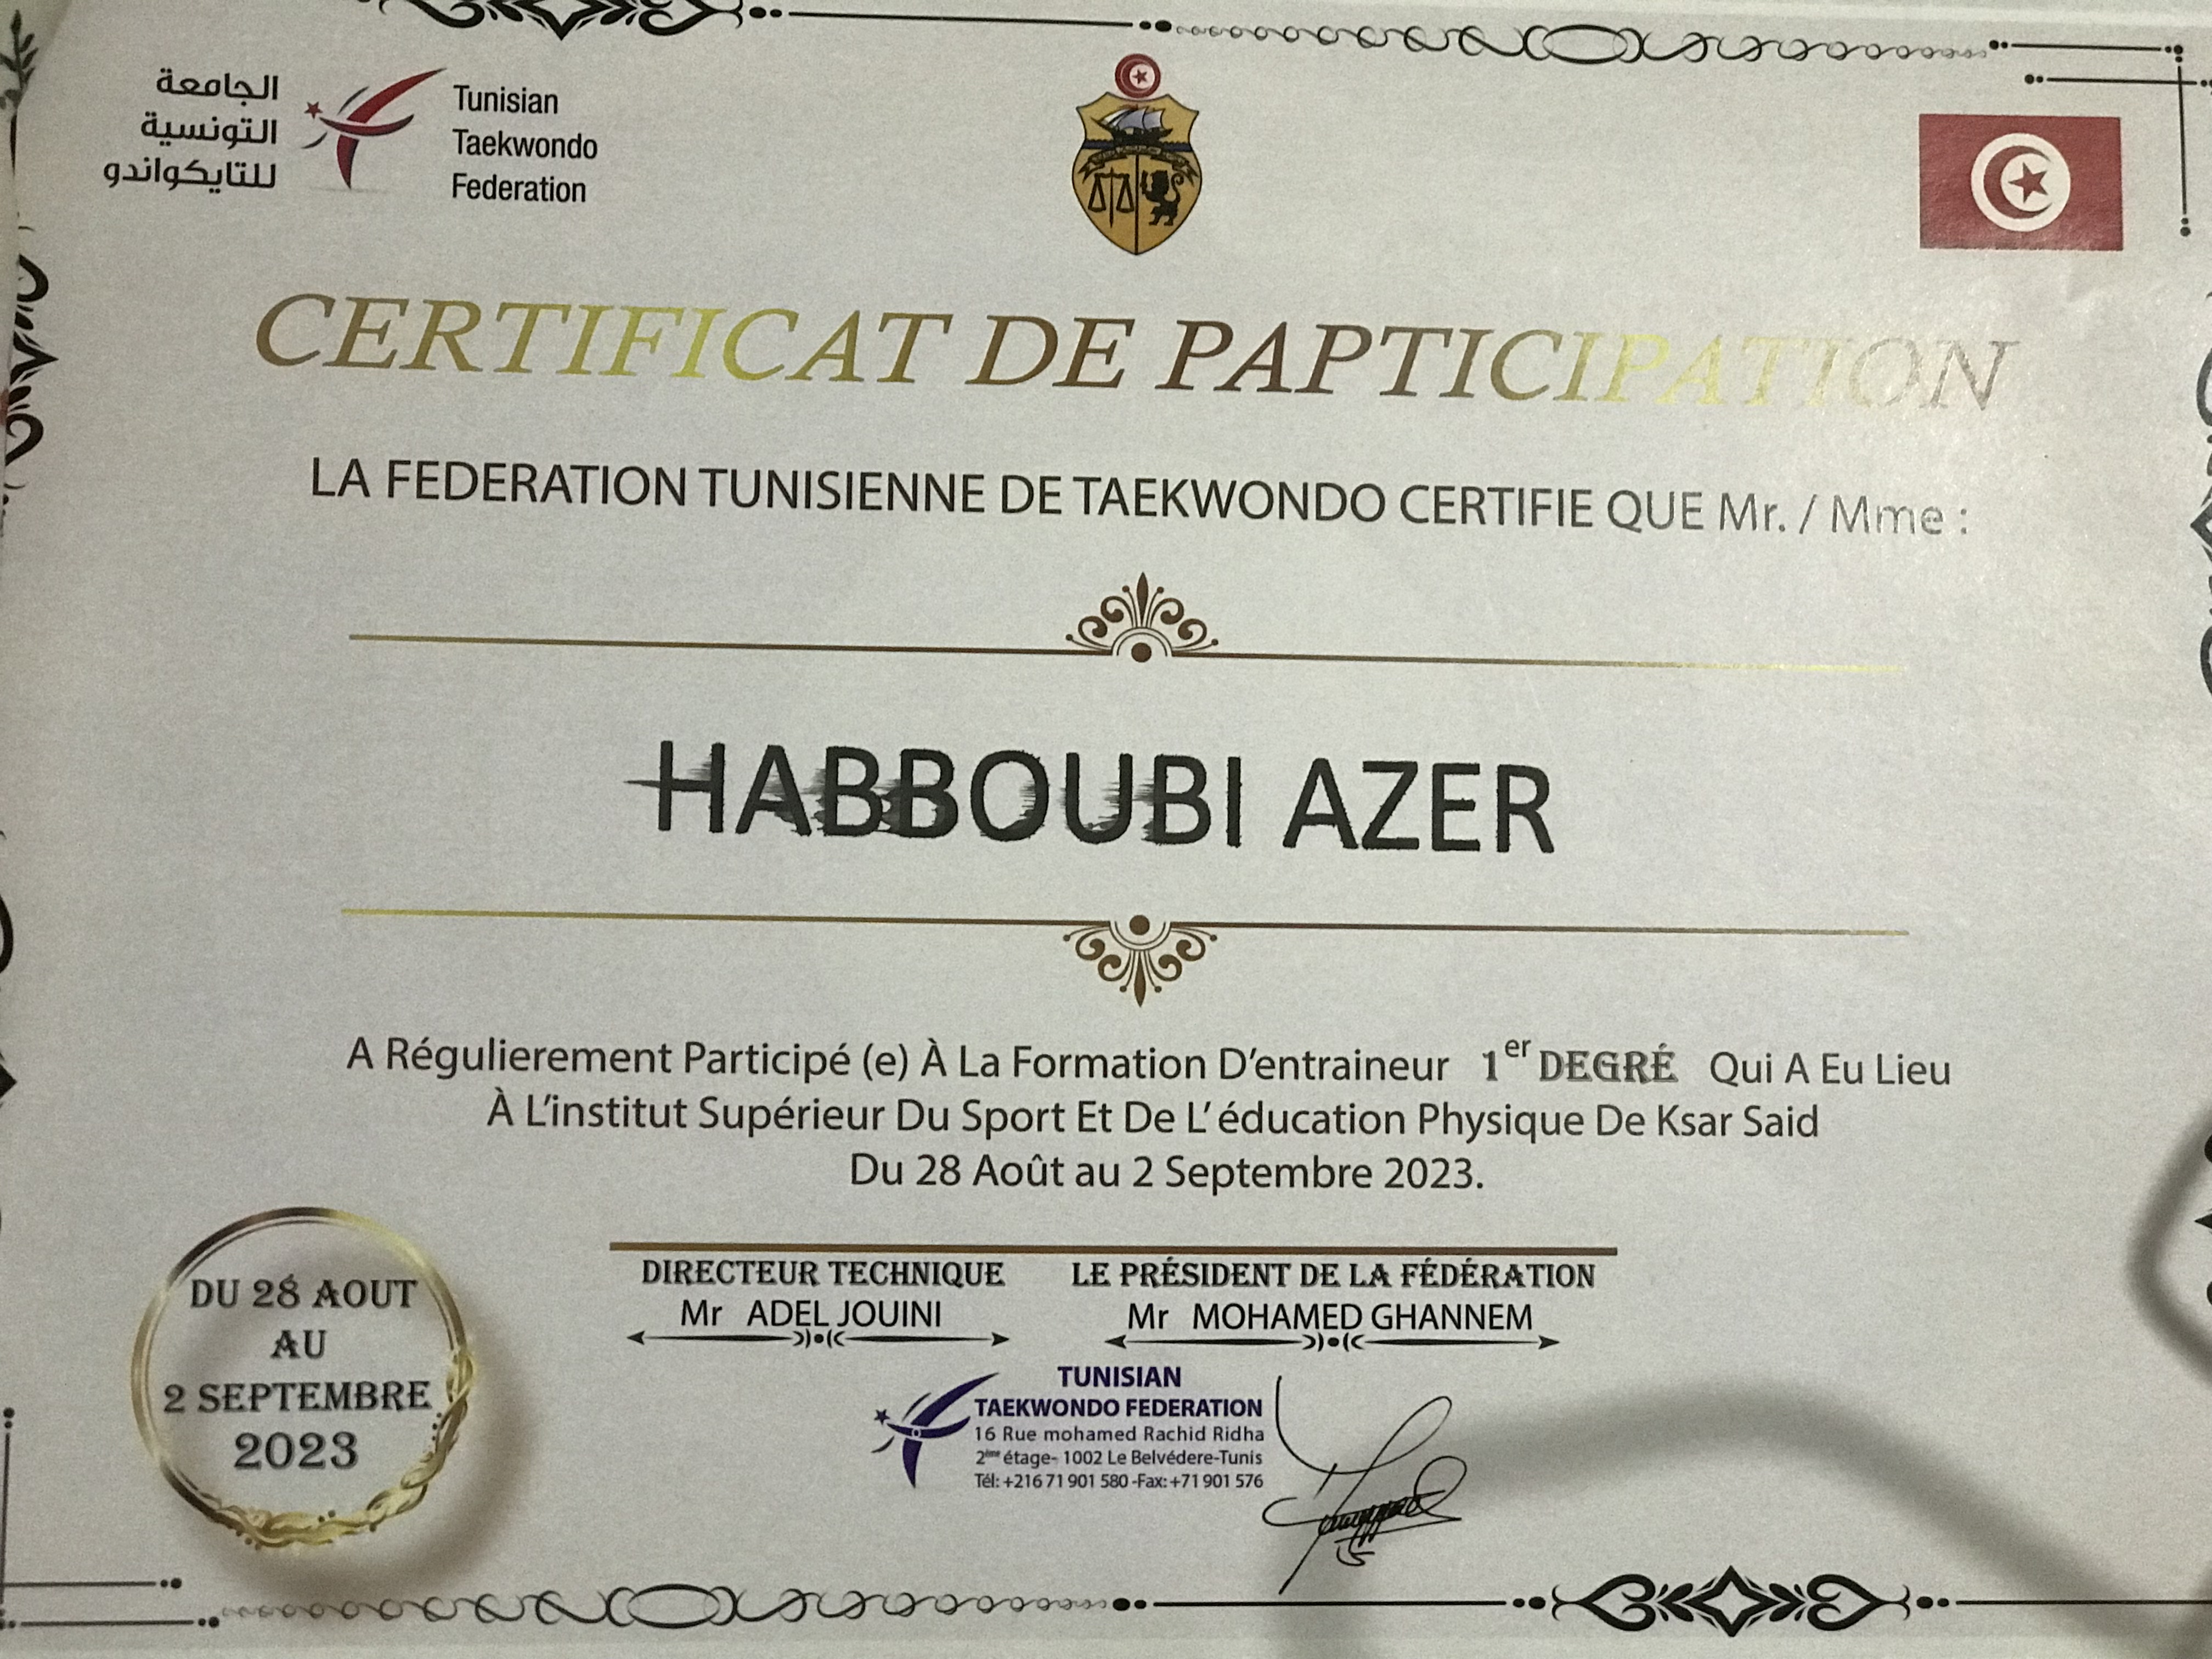 الجامعة
التونسية
للتايكواندو
Tunisian
Taekwondo
Federation
CERTIFICAT DE PAPTICIPATION
LA FEDERATION TUNISIENNE DE TAEKWONDO CERTIFIE QUE Mr. / Mme :
HABBOUBI AZER
A Régulierement Participé (e) À La Formation D'entraineur 1er DEGRÉ Qui A Eu Lieu
À L'institut Supérieur Du Sport Et De L'éducation Physique De Ksar Said
Du 28 Août au 2 Septembre 2023.
DU 28 AOUT
AU
2 SEPTEMBRE
2023
DIRECTEUR TECHNIQUE
Mr ADEL JOUINI
LE PRÉSIDENT DE LA FÉDÉRATION
Mr MOHAMED GHANNEM
TUNISIAN
TAEKWONDO FEDERATION
16 Rue mohamed Rachid Ridha
2ème étage- 1002 Le Belvédere-Tunis
Tél: +216 71 901 580 -Fax: +71 901 576